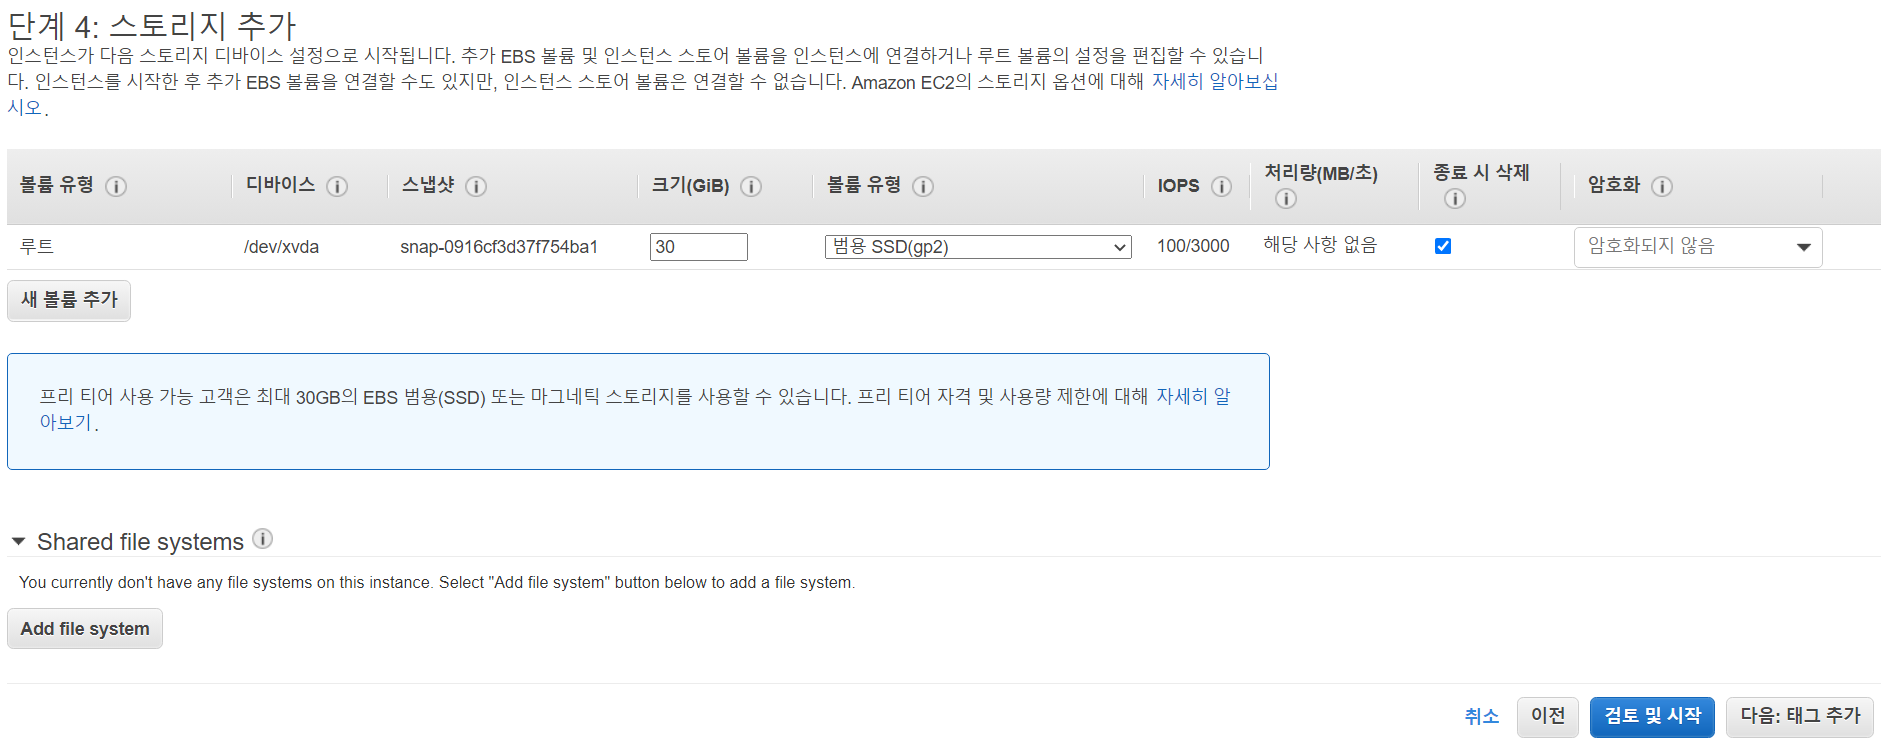 단계 4: 스토리지 추가
인스턴스가 다음 스토리지 디바이스 설정으로 시작됩니다. 추가 EBS 볼륨 및 인스턴스 스토어 볼륨을 인스턴스에 연결하거나 루트 볼륨의 설정을 편집할 수 있습니
다. 인스턴스를 시작한 후 추가 EBS 볼륨을 연결할 수도 있지만, 인스턴스 스토어 볼륨은 연결할 수 없습니다. Amazon EC2의 스토리지 옵션에 대해 자세히 알아보십
시오.
볼륨 유형 디바이스 스냅샷 크기(GiB) 볼륨 유형 IOPS 처리량(MB/초) 종료 시 삭제 암호화
루트 /dev/xvda snap-0916cf3d37f754ba1 30 범용 SSD(gp2) 100/3000 해당 사항 없음 암호화되지 않음
새 볼륨 추가
프리 티어 사용 가능 고객은 최대 30GB의 EBS 범용(SSD) 또는 마그네틱 스토리지를 사용할 수 있습니다. 프리 티어 자격 및 사용량 제한에 대해 자세히 알
아보기.
Shared file systems
You currently don't have any file systems on this instance. Select "Add file system" button below to add a file system.
Add file system
취소 이전 검토 및 시작 다음: 태그 추가